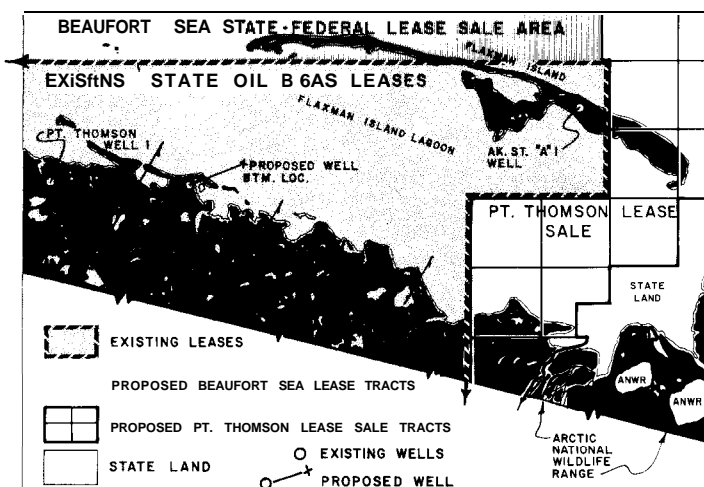 BEAUFORT SEA STATE-FEDERAL LEASE SALE AREA
FLAXMAN ISLAND
EXiSftNS STATE OIL B 6AS LEASES
FLAXMAN ISLAND LAGOON
PT. THOMSON
WELL I
PROPOSED WELL
BTM. LOC.
AK. ST. "A" I
WELL
PT. THOMSON LEASE
SALE
STATE
LAND
EXISTING LEASES
PROPOSED BEAUFORT SEA LEASE TRACTS
ANWR
ANWR
PROPOSED PT. THOMSON LEASE SALE TRACTS
ARCTIC
NATIONAL
WILDLIFE
RANGE
EXISTING WELLS
STATE LAND
PROPOSED WELL